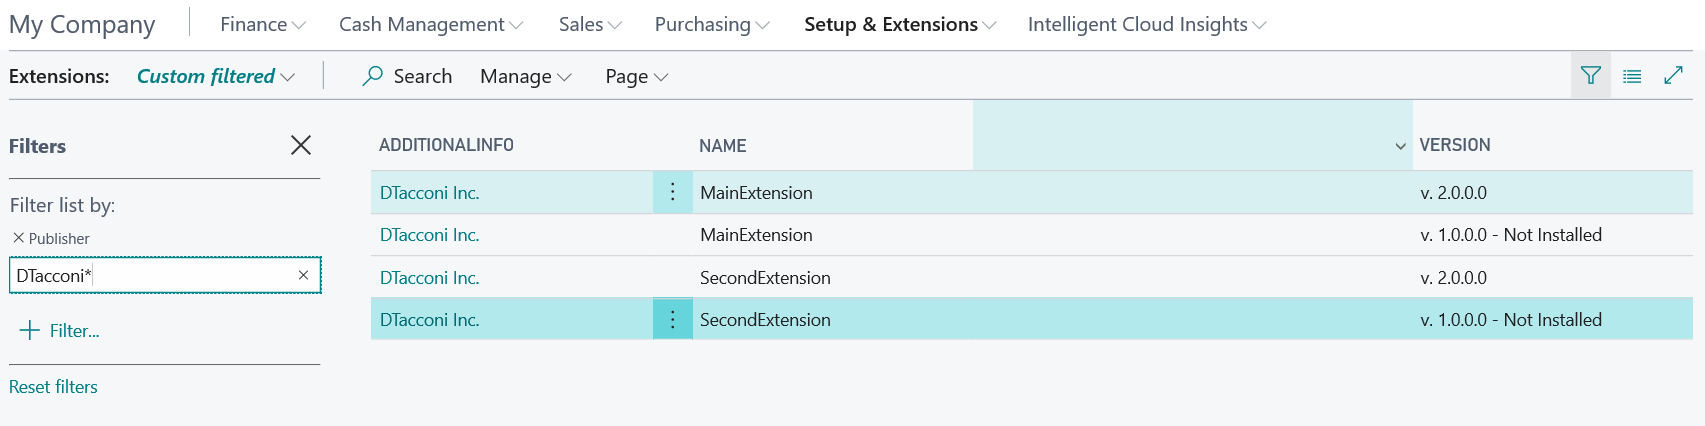 My Company Finance Cash Management Sales Purchasing Setup & Extensions Intelligent Cloud Insights
Extensions: Custom filtered Search Manage Page
Filters
Filter list by:
Publisher
DTacconi*
Filter...
Reset filters
ADDITIONALINFO NAME VERSION
DTacconi Inc. MainExtension v. 2.0.0.0
DTacconi Inc. MainExtension v. 1.0.0.0 - Not Installed
DTacconi Inc. SecondExtension v. 2.0.0.0
DTacconi Inc. SecondExtension v. 1.0.0.0 - Not Installed